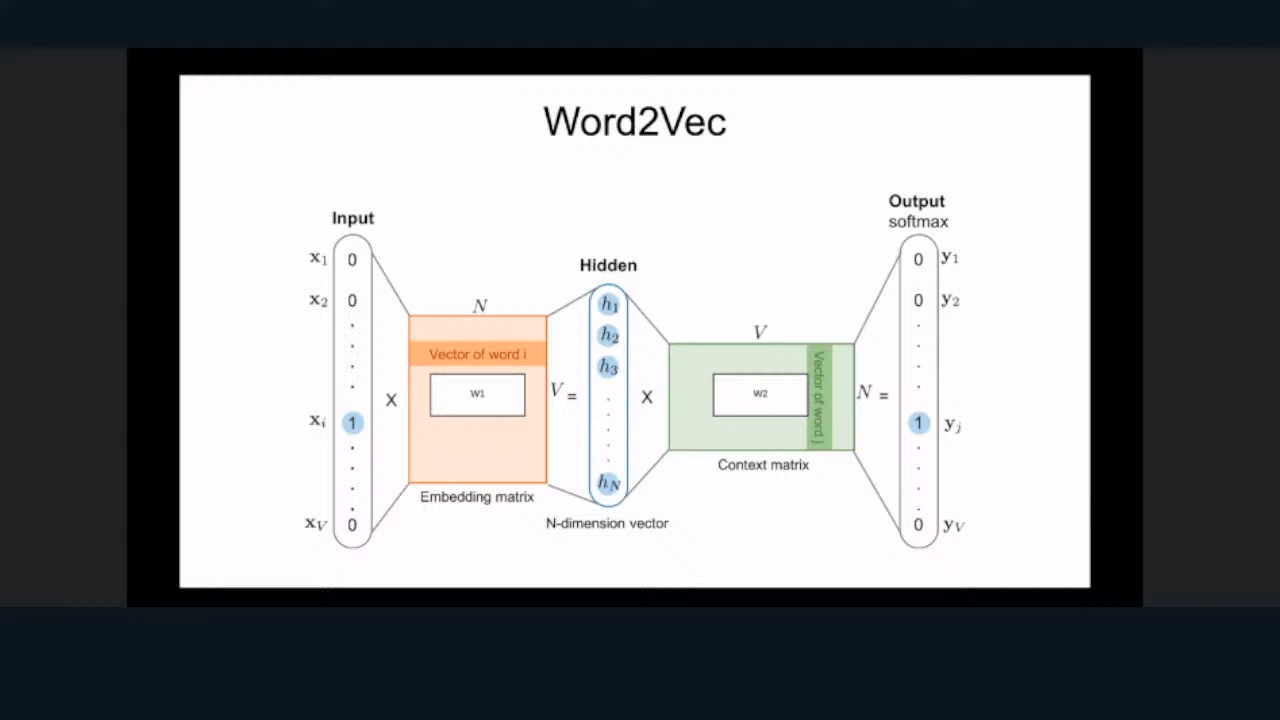 Word2Vec
Input
x1 0
x2 0
xi 1
xV 0
X
N
Vector of word i
W1
V =
Embedding matrix
Hidden
h1
h2
h3
hN
N-dimension vector
X
V
W2
Vector of word j
N =
Context matrix
Output
softmax
0 y1
0 y2
1 yj
0 yV